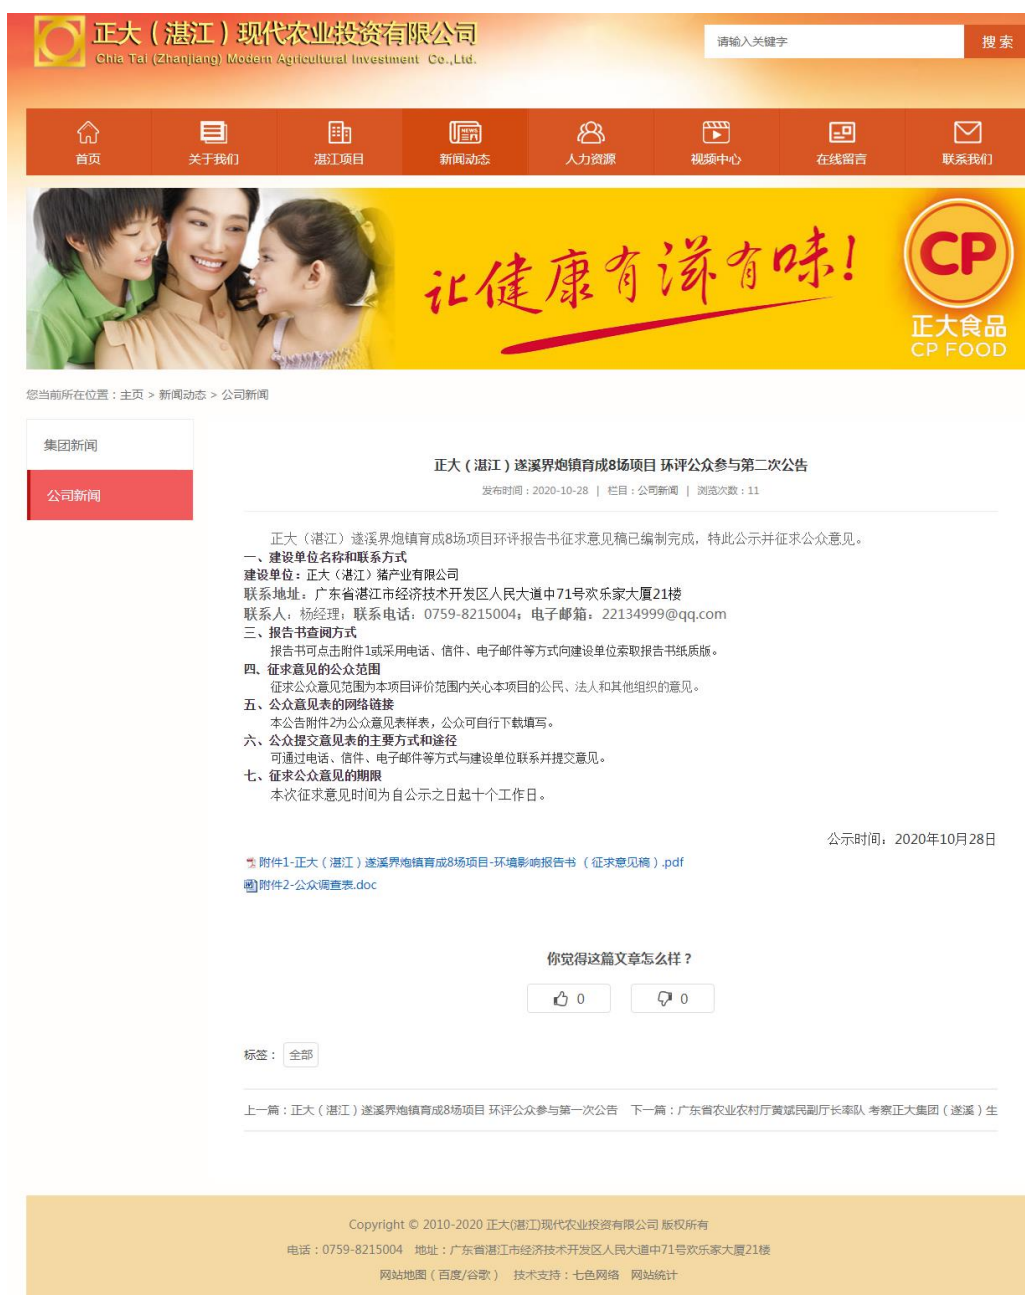 正大（湛江）现代农业投资有限公司
Chia Tai (Zhanjiang) Modern Agricultural Investment Co.,Ltd.
请输入关键字
搜 索
首页 关于我们 湛江项目 新闻动态 人力资源 视频中心 在线留言 联系我们
让健康有滋有味!
CP
正大食品
CP FOOD
您当前所在位置：主页 > 新闻动态 > 公司新闻
集团新闻
公司新闻
正大（湛江）遂溪界炮镇育成8场项目 环评公众参与第二次公告
发布时间：2020-10-28 | 栏目：公司新闻 | 浏览次数：11
正大（湛江）遂溪界炮镇育成8场项目环评报告书征求意见稿已编制完成，特此公示并征求公众意见。
一、建设单位名称和联系方式
建设单位：正大（湛江）猪产业有限公司
联系地址：广东省湛江市经济技术开发区人民大道中71号欢乐家大厦21楼
联系人：杨经理；联系电话：0759-8215004；电子邮箱：22134999@qq.com
三、报告书查阅方式
报告书可点击附件1或采用电话、信件、电子邮件等方式向建设单位索取报告书纸质版。
四、征求意见的公众范围
征求公众意见范围为本项目评价范围内关心本项目的公民、法人和其他组织的意见。
五、公众意见表的网络链接
本公告附件2为公众意见表样表，公众可自行下载填写。
六、公众提交意见表的主要方式和途径
可通过电话、信件、电子邮件等方式与建设单位联系并提交意见。
七、征求公众意见的期限
本次征求意见时间为自公示之日起十个工作日。
公示时间：2020年10月28日
附件1-正大（湛江）遂溪界炮镇育成8场项目-环境影响报告书 （征求意见稿）.pdf
附件2-公众调查表.doc
你觉得这篇文章怎么样？
0 0
标签： 全部
上一篇：正大（湛江）遂溪界炮镇育成8场项目 环评公众参与第一次公告 下一篇：广东省农业农村厅黄斌民副厅长率队 考察正大集团（遂溪）生
Copyright © 2010-2020 正大(湛江)现代农业投资有限公司 版权所有
电话：0759-8215004 地址：广东省湛江市经济技术开发区人民大道中71号欢乐家大厦21楼
网站地图（百度/谷歌） 技术支持：七色网络 网站统计